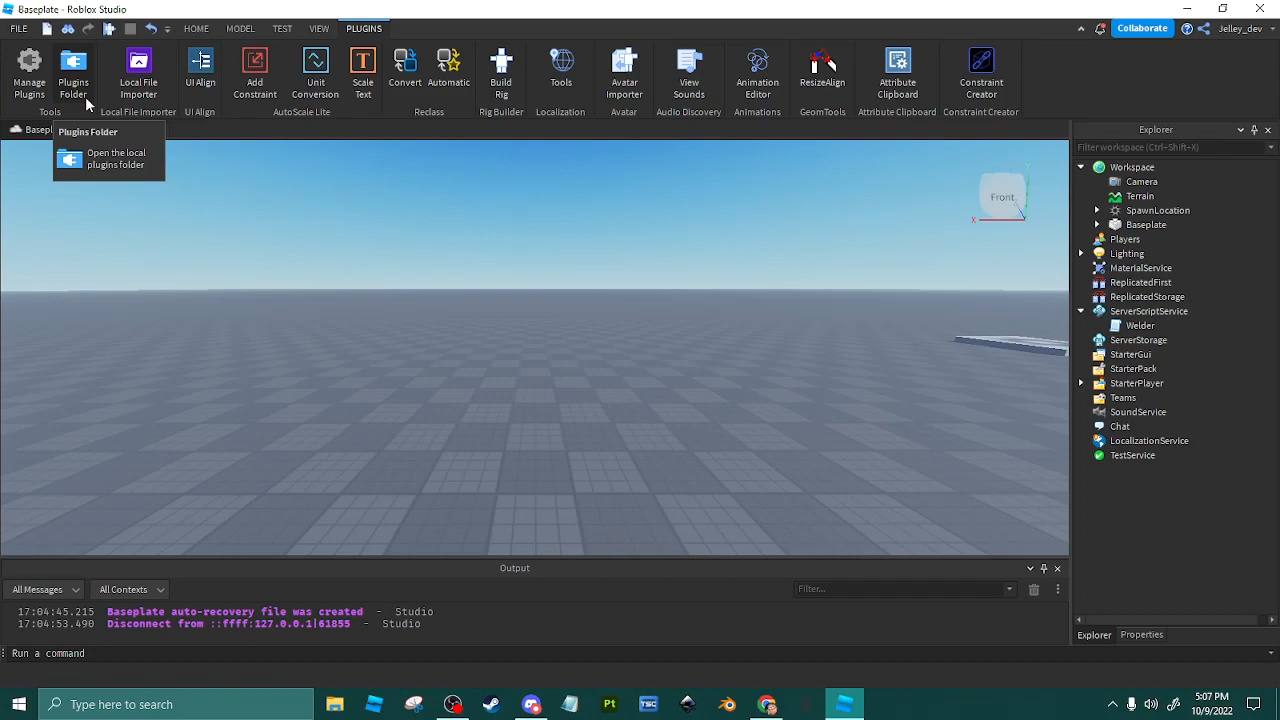 Baseplate - Roblox Studio
FILE
HOME
MODEL
TEST
VIEW
PLUGINS
Collaborate
Jelley_dev
Manage Plugins
Plugins Folder
Local File Importer
UI Align
Add Constraint
Unit Conversion
Scale Text
Convert
Automatic
Build Rig
Tools
Avatar Importer
View Sounds
Animation Editor
ResizeAlign
Attribute Clipboard
Constraint Creator
Tools
Local File Importer
UI Align
AutoScale Lite
Reclass
Rig Builder
Localization
Avatar
Audio Discovery
Animations
GeomTools
Attribute Clipboard
Constraint Creator
Basepl
Plugins Folder
Open the local
plugins folder
Front
X
Y
Explorer
Filter workspace (Ctrl+Shift+X)
Workspace
Camera
Terrain
SpawnLocation
Baseplate
Players
Lighting
MaterialService
ReplicatedFirst
ReplicatedStorage
ServerScriptService
Welder
ServerStorage
StarterGui
StarterPack
StarterPlayer
Teams
SoundService
Chat
LocalizationService
TestService
Explorer
Properties
Output
All Messages
All Contexts
Filter...
17:04:45.215 Baseplate auto-recovery file was created - Studio
17:04:53.490 Disconnect from ::ffff:127.0.0.1|61855 - Studio
Run a command
Type here to search
Pt
TSC
5:07 PM
10/9/2022